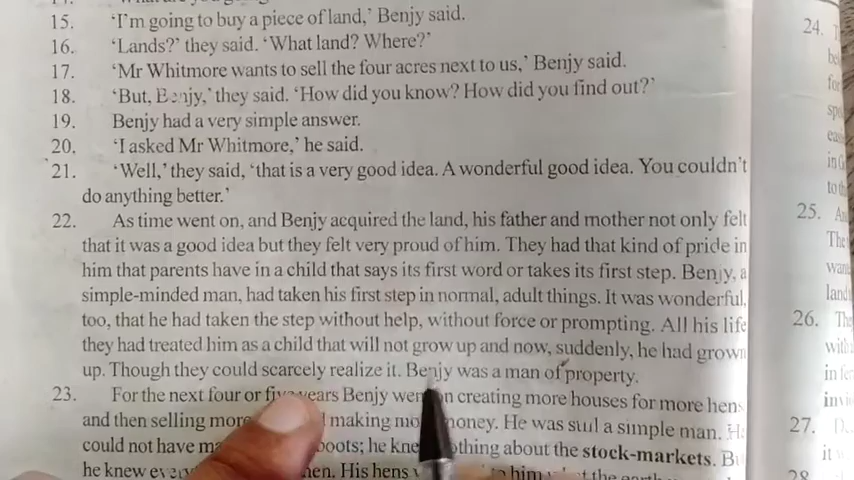 15. ‘I’m going to buy a piece of land,’ Benjy said.
16. ‘Lands?’ they said. ‘What land? Where?’
17. ‘Mr Whitmore wants to sell the four acres next to us,’ Benjy said.
18. ‘But, Benjy,’ they said. ‘How did you know? How did you find out?’
19. Benjy had a very simple answer.
20. ‘I asked Mr Whitmore,’ he said.
21. ‘Well,’ they said, ‘that is a very good idea. A wonderful good idea. You couldn’t
do anything better.’
22. As time went on, and Benjy acquired the land, his father and mother not only felt
that it was a good idea but they felt very proud of him. They had that kind of pride in
him that parents have in a child that says its first word or takes its first step. Benjy, a
simple-minded man, had taken his first step in normal, adult things. It was wonderful,
too, that he had taken the step without help, without force or prompting. All his life
they had treated him as a child that will not grow up and now, suddenly, he had grown
up. Though they could scarcely realize it. Benjy was a man of property.
23. For the next four or five years Benjy went on creating more houses for more hens
and then selling more making money. He was still a simple man. He
could not have boots; he knew nothing about the stock-markets. But
he knew hen. His hens to him the earth
24.
25.
The
land
26. The
27.
28